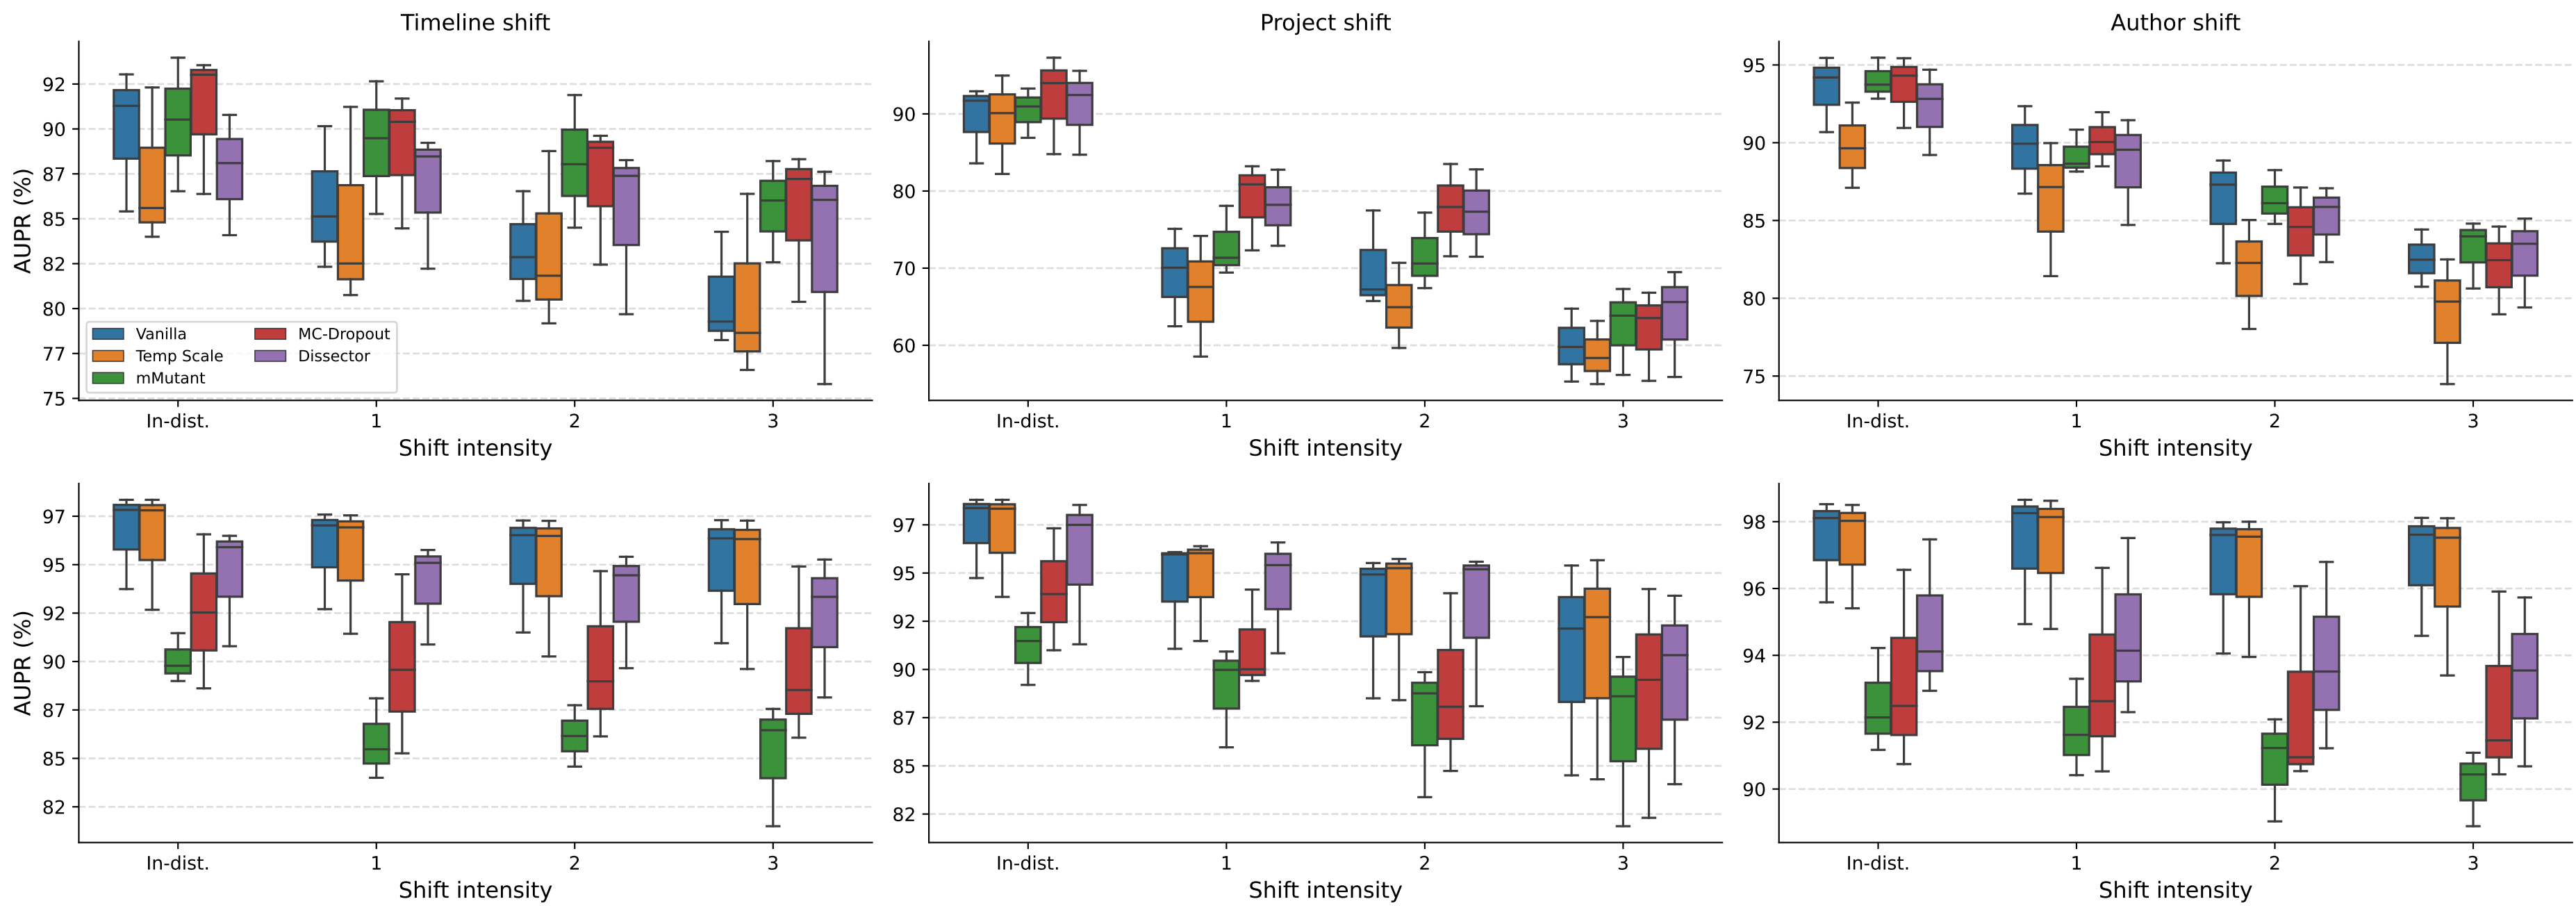 Timeline shift
AUPR (%)
92
90
87
85
82
80
77
75
Vanilla
Temp Scale
mMutant
MC-Dropout
Dissector
In-dist. 1 2 3
Shift intensity
Project shift
90
80
70
60
In-dist. 1 2 3
Shift intensity
Author shift
95
90
85
80
75
In-dist. 1 2 3
Shift intensity
AUPR (%)
97
95
92
90
87
85
82
In-dist. 1 2 3
Shift intensity
97
95
92
90
87
85
82
In-dist. 1 2 3
Shift intensity
98
96
94
92
90
In-dist. 1 2 3
Shift intensity